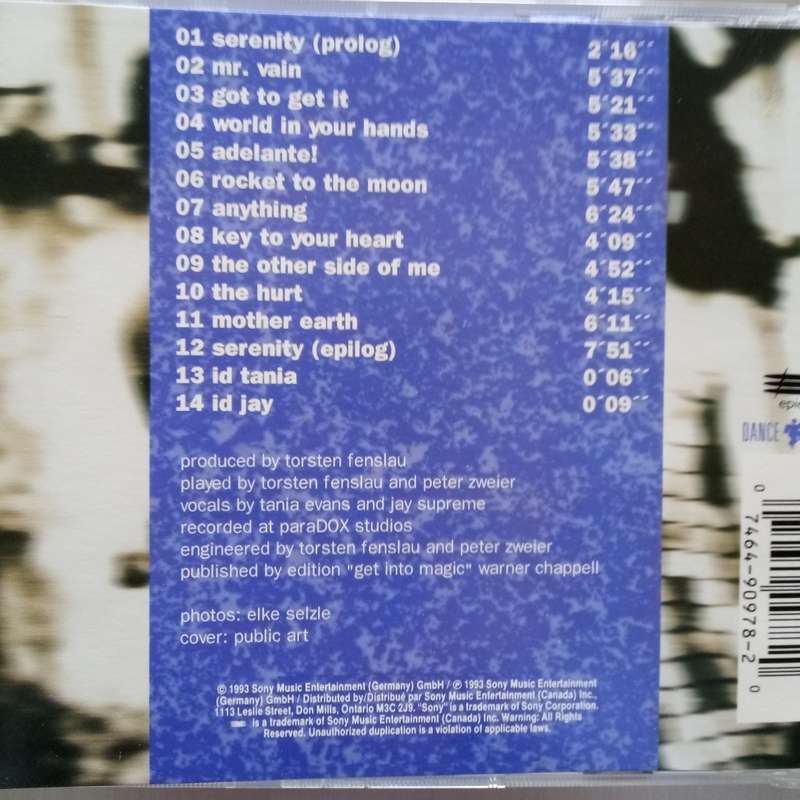 01 serenity (prolog) 2´16´´
02 mr. vain 5´37´´
03 got to get it 5´21´´
04 world in your hands 5´33´´
05 adelante! 5´38´´
06 rocket to the moon 5´47´´
07 anything 6´24´´
08 key to your heart 4´09´´
09 the other side of me 4´52´´
10 the hurt 4´15´´
11 mother earth 6´11´´
12 serenity (epilog) 7´51´´
13 id tania 0´06´´
14 id jay 0´09´´
produced by torsten fenslau
played by torsten fenslau and peter zweier
vocals by tania evans and jay supreme
recorded at paraDOX studios
engineered by torsten fenslau and peter zweier
published by edition "get into magic" warner chappell
photos: elke selzle
cover: public art
© 1993 Sony Music Entertainment (Germany) GmbH / ℗ 1993 Sony Music Entertainment
(Germany) GmbH / Distributed by/Distribué par Sony Music Entertainment (Canada) Inc.,
1113 Leslie Street, Don Mills, Ontario M3C 2J9. "Sony" is a trademark of Sony Corporation.
is a trademark of Sony Music Entertainment (Canada) Inc. Warning: All Rights
Reserved. Unauthorized duplication is a violation of applicable laws.
DANCE
0 7464-90978-2 0